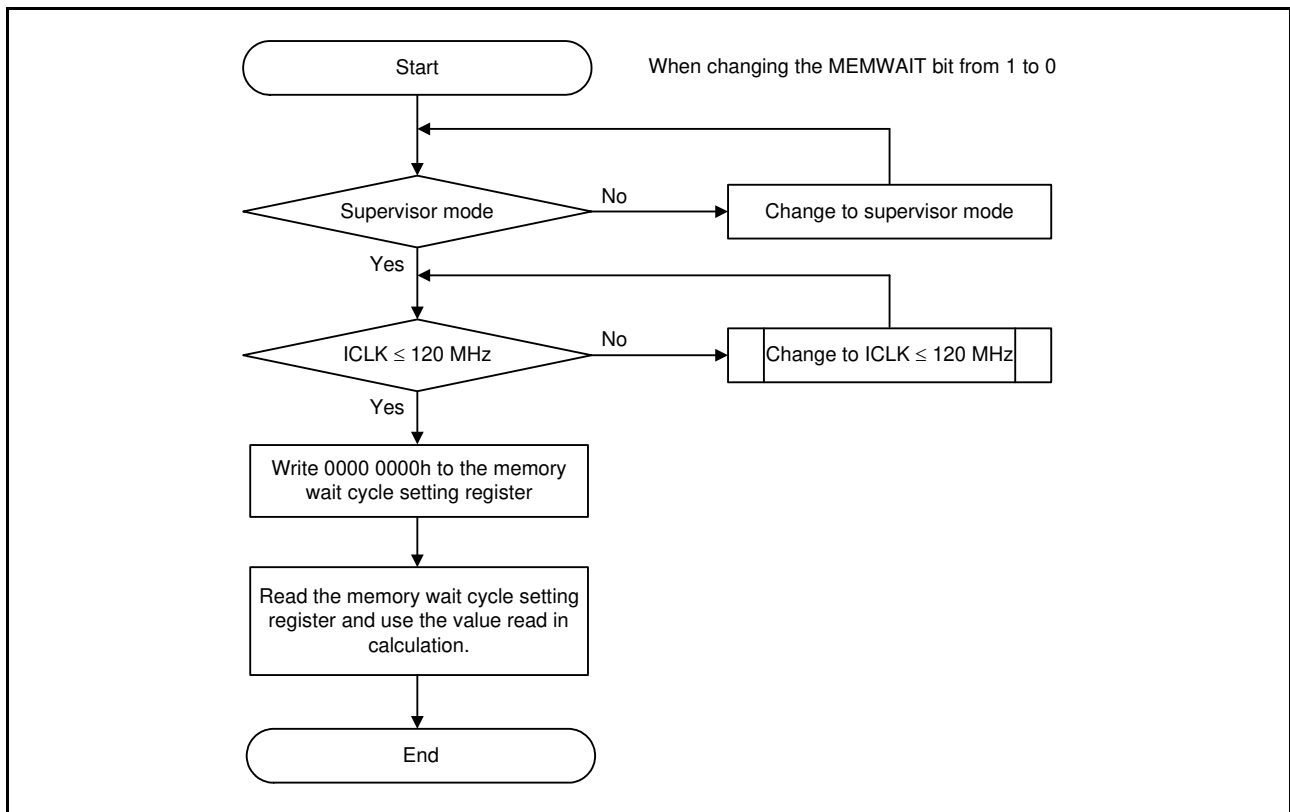 Start
When changing the MEMWAIT bit from 1 to 0
Supervisor mode
No
Change to supervisor mode
Yes
ICLK ≤ 120 MHz
No
Change to ICLK ≤ 120 MHz
Yes
Write 0000 0000h to the memory
wait cycle setting register
Read the memory wait cycle setting
register and use the value read in
calculation.
End